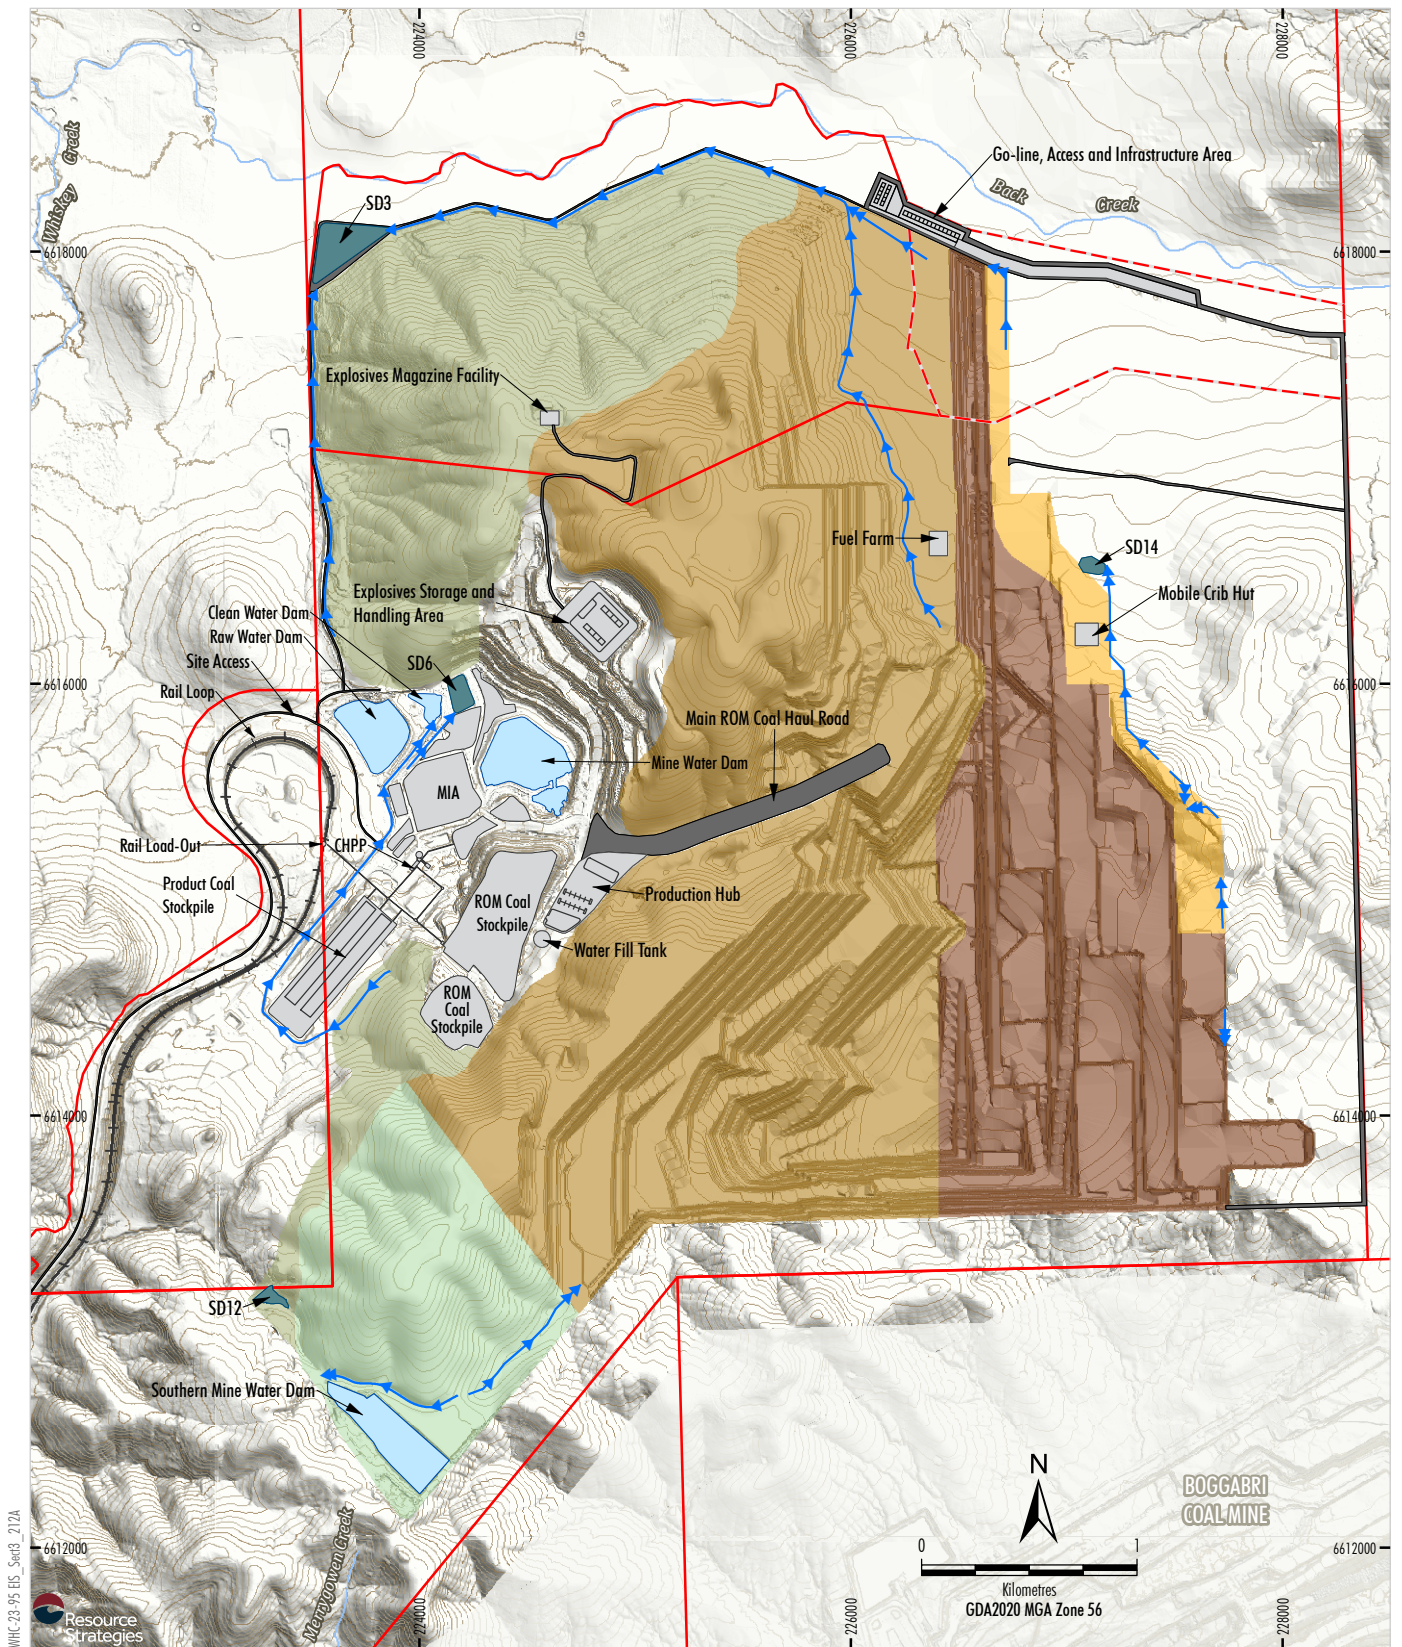 224000
226000
228000
Go-line, Access and Infrastructure Area
Whiskey
Creek
Back
Creek
SD3
6618000
6618000
Explosives Magazine Facility
Fuel Farm
SD14
Explosives Storage and
Handling Area
Mobile Crib Hut
Clean Water Dam
Raw Water Dam
Site Access
SD6
Rail Loop
6616000
6616000
Main ROM Coal Haul Road
Mine Water Dam
MIA
Rail Load-Out
CHPP
Product Coal
Stockpile
ROM Coal
Stockpile
Production Hub
Water Fill Tank
ROM
Coal
Stockpile
6614000
6614000
SD12
Southern Mine Water Dam
BOGGABRI
COAL MINE
N
Merrygowen Creek
6612000
6612000
0
1
Kilometres
GDA2020 MGA Zone 56
WHC-23-95 EIS_Sect3_212A
Resource
Strategies
224000
226000
228000